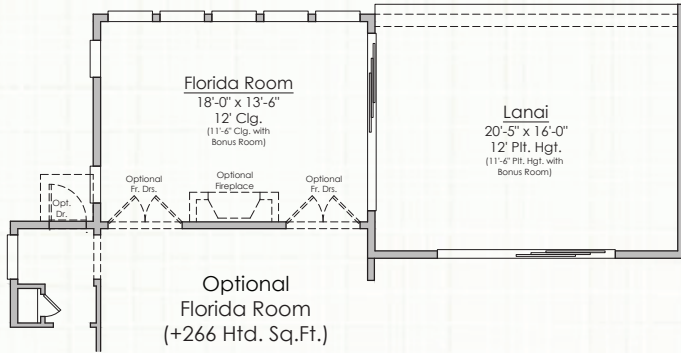 Florida Room
18'-0" x 13'-6"
12' Clg.
(11'-6" Clg. with
Bonus Room)
Lanai
20'-5" x 16'-0"
12' Plt. Hgt.
(11'-6" Plt. Hgt. with
Bonus Room)
Opt.
Dr.
Optional
Fr. Drs.
Optional
Fireplace
Optional
Fr. Drs.
Optional
Florida Room
(+266 Htd. Sq.Ft.)